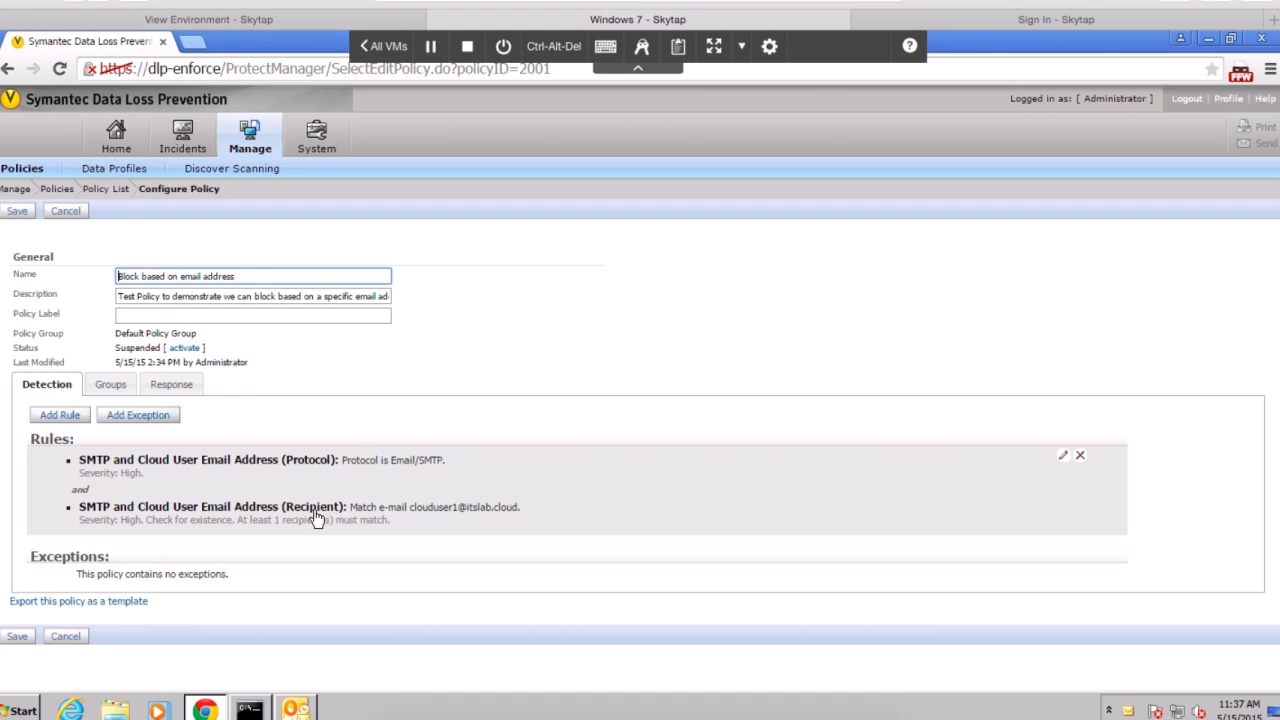 View Environment - Skytap
Windows 7 - Skytap
Sign In - Skytap
Symantec Data Loss Preven
All VMs
Ctrl-Alt-Del
https://dlp-enforce/ProtectManager/SelectEditPolicy.do?policyID=2001
FFW
Symantec Data Loss Prevention
Logged in as: [ Administrator ]
Logout
Profile
Help
Home
Incidents
Manage
System
Print
Send
Policies
Data Profiles
Discover Scanning
Manage
Policies
Policy List
Configure Policy
Save
Cancel
General
Name
Block based on email address
Description
Test Policy to demonstrate we can block based on a specific email ad
Policy Label
Policy Group
Default Policy Group
Status
Suspended [ activate ]
Last Modified
5/15/15 2:34 PM by Administrator
Detection
Groups
Response
Add Rule
Add Exception
Rules:
SMTP and Cloud User Email Address (Protocol): Protocol is Email/SMTP.
Severity: High.
and
SMTP and Cloud User Email Address (Recipient): Match e-mail clouduser1@itslab.cloud.
Severity: High. Check for existence. At least 1 recipient(s) must match.
Exceptions:
This policy contains no exceptions.
Export this policy as a template
Save
Cancel
Start
11:37 AM
5/15/2015